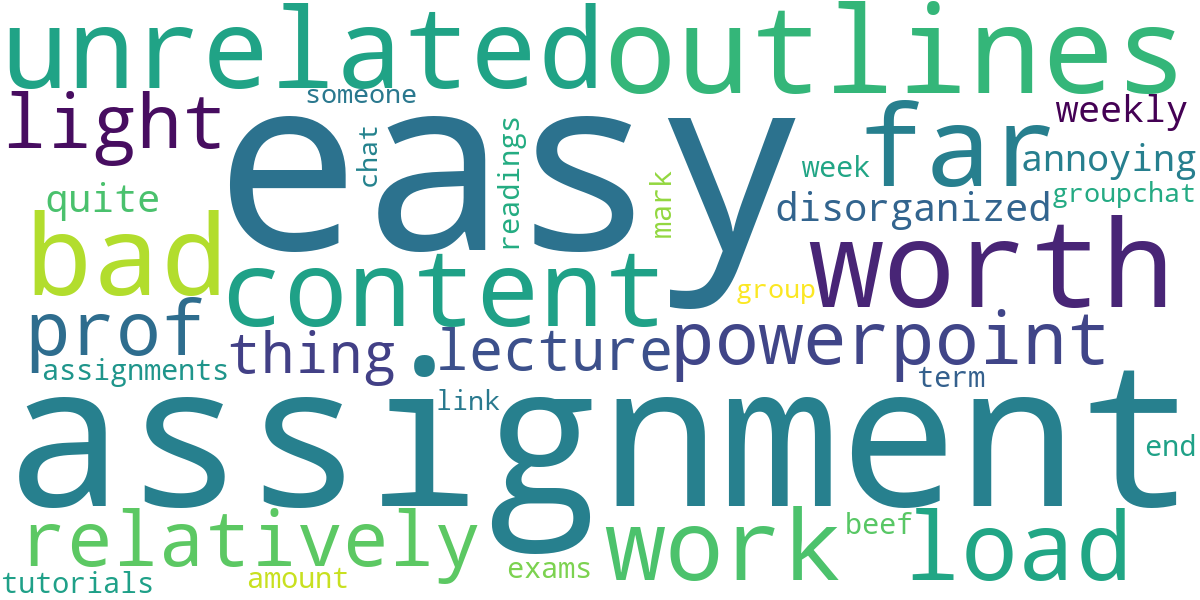 unrelated outlines
light someone weekly
easy far
chat readings mark week annoying
quite disorganized groupchat
bad content worth
group
prof thing lecture powerpoint
assignments link term
assignment end
relatively work beef load
tutorials amount exams